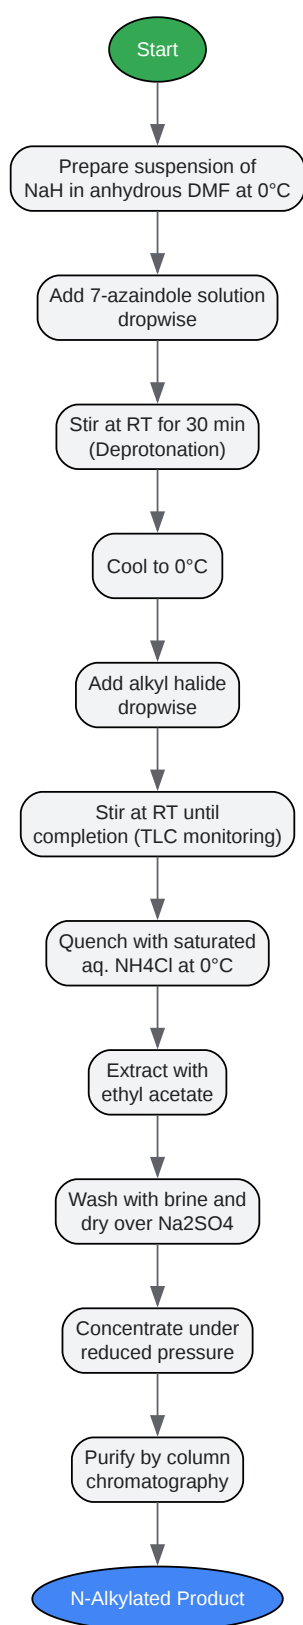 Start
Prepare suspension of
NaH in anhydrous DMF at 0°C
Add 7-azaindole solution
dropwise
Stir at RT for 30 min
(Deprotonation)
Cool to 0°C
Add alkyl halide
dropwise
Stir at RT until
completion (TLC monitoring)
Quench with saturated
aq. NH4Cl at 0°C
Extract with
ethyl acetate
Wash with brine and
dry over Na2SO4
Concentrate under
reduced pressure
Purify by column
chromatography
N-Alkylated Product